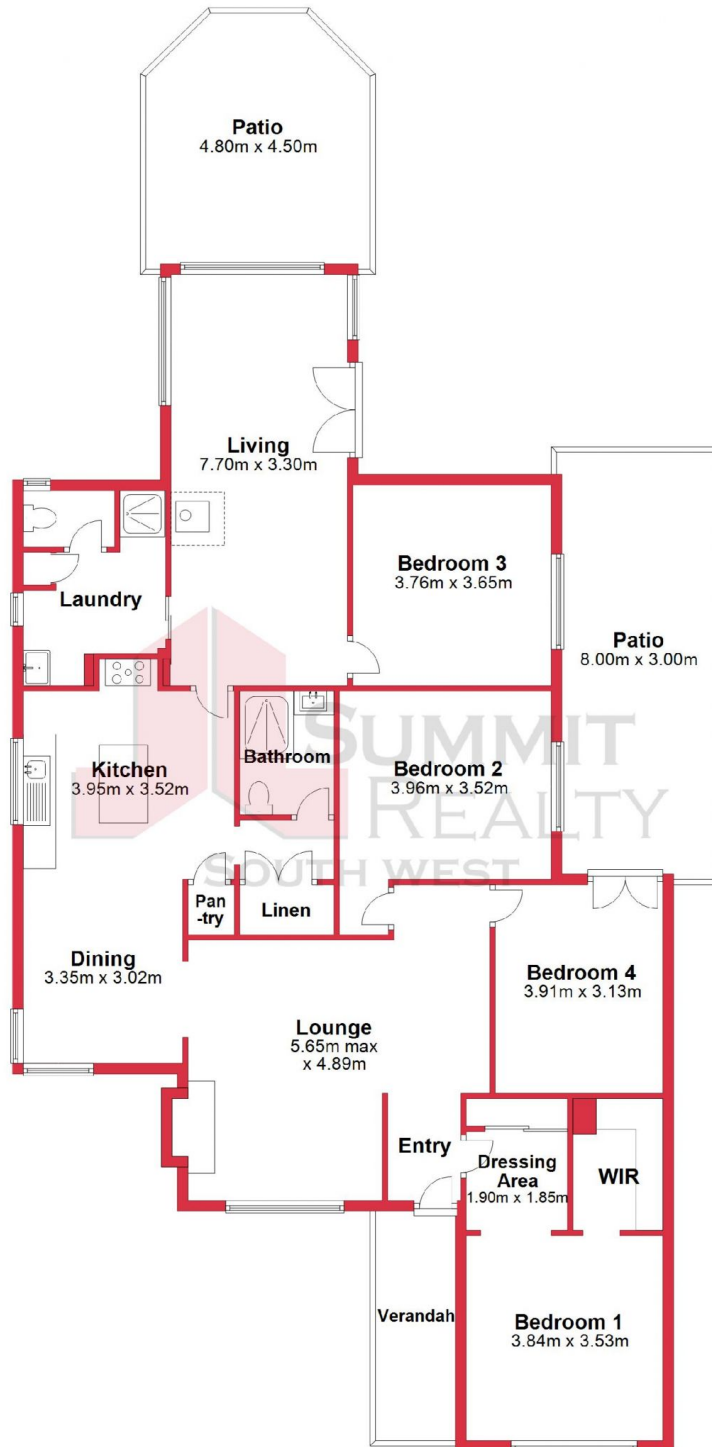 Patio
4.80m x 4.50m
Living
7.70m x 3.30m
Bedroom 3
3.76m x 3.65m
Laundry
Patio
8.00m x 3.00m
SUMMIT
REALTY
SOUTH WEST
Kitchen
3.95m x 3.52m
Bathroom
Bedroom 2
3.96m x 3.52m
Pan
-try
Linen
Dining
3.35m x 3.02m
Bedroom 4
3.91m x 3.13m
Lounge
5.65m max
x 4.89m
Entry
Dressing
Area
1.90m x 1.85m
WIR
Verandah
Bedroom 1
3.84m x 3.53m